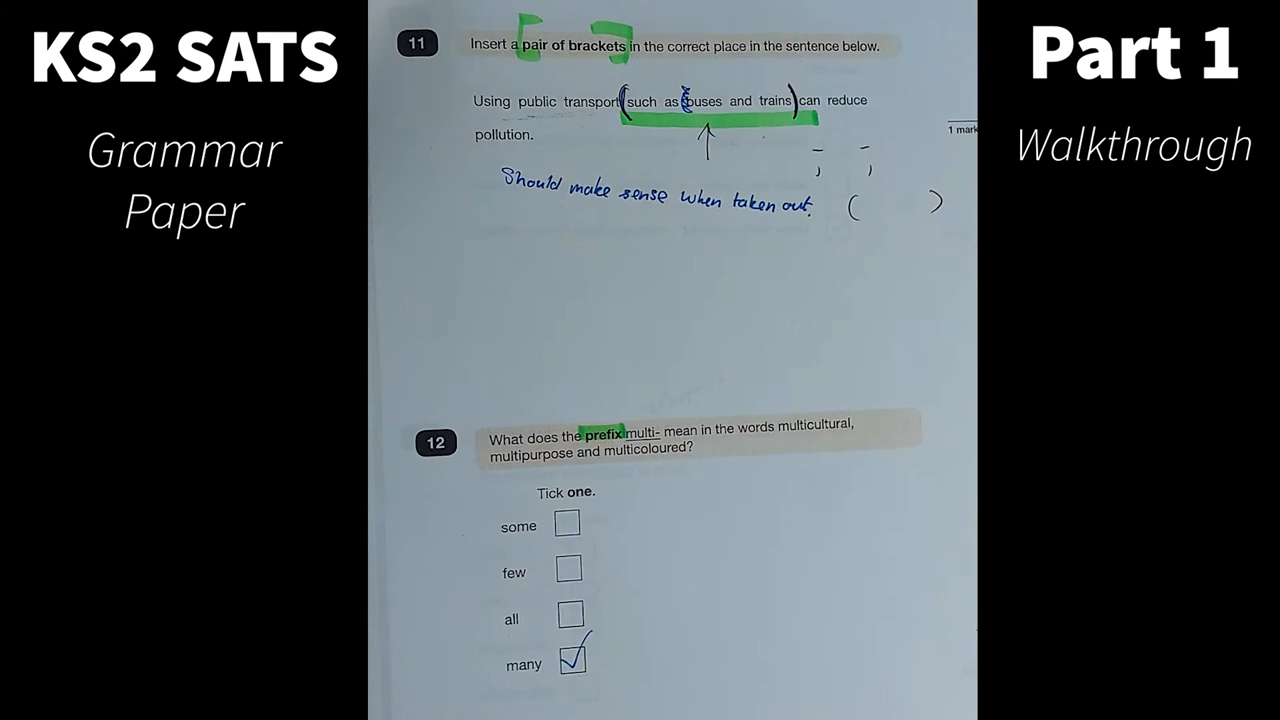 KS2 SATS
Grammar
Paper
Part 1
Walkthrough
11
Insert a pair of brackets in the correct place in the sentence below.
Using public transport (such as buses and trains) can reduce
pollution.
1 mark
Should make sense when taken out.
( )
12
What does the prefix multi- mean in the words multicultural,
multipurpose and multicoloured?
Tick one.
some
few
all
many